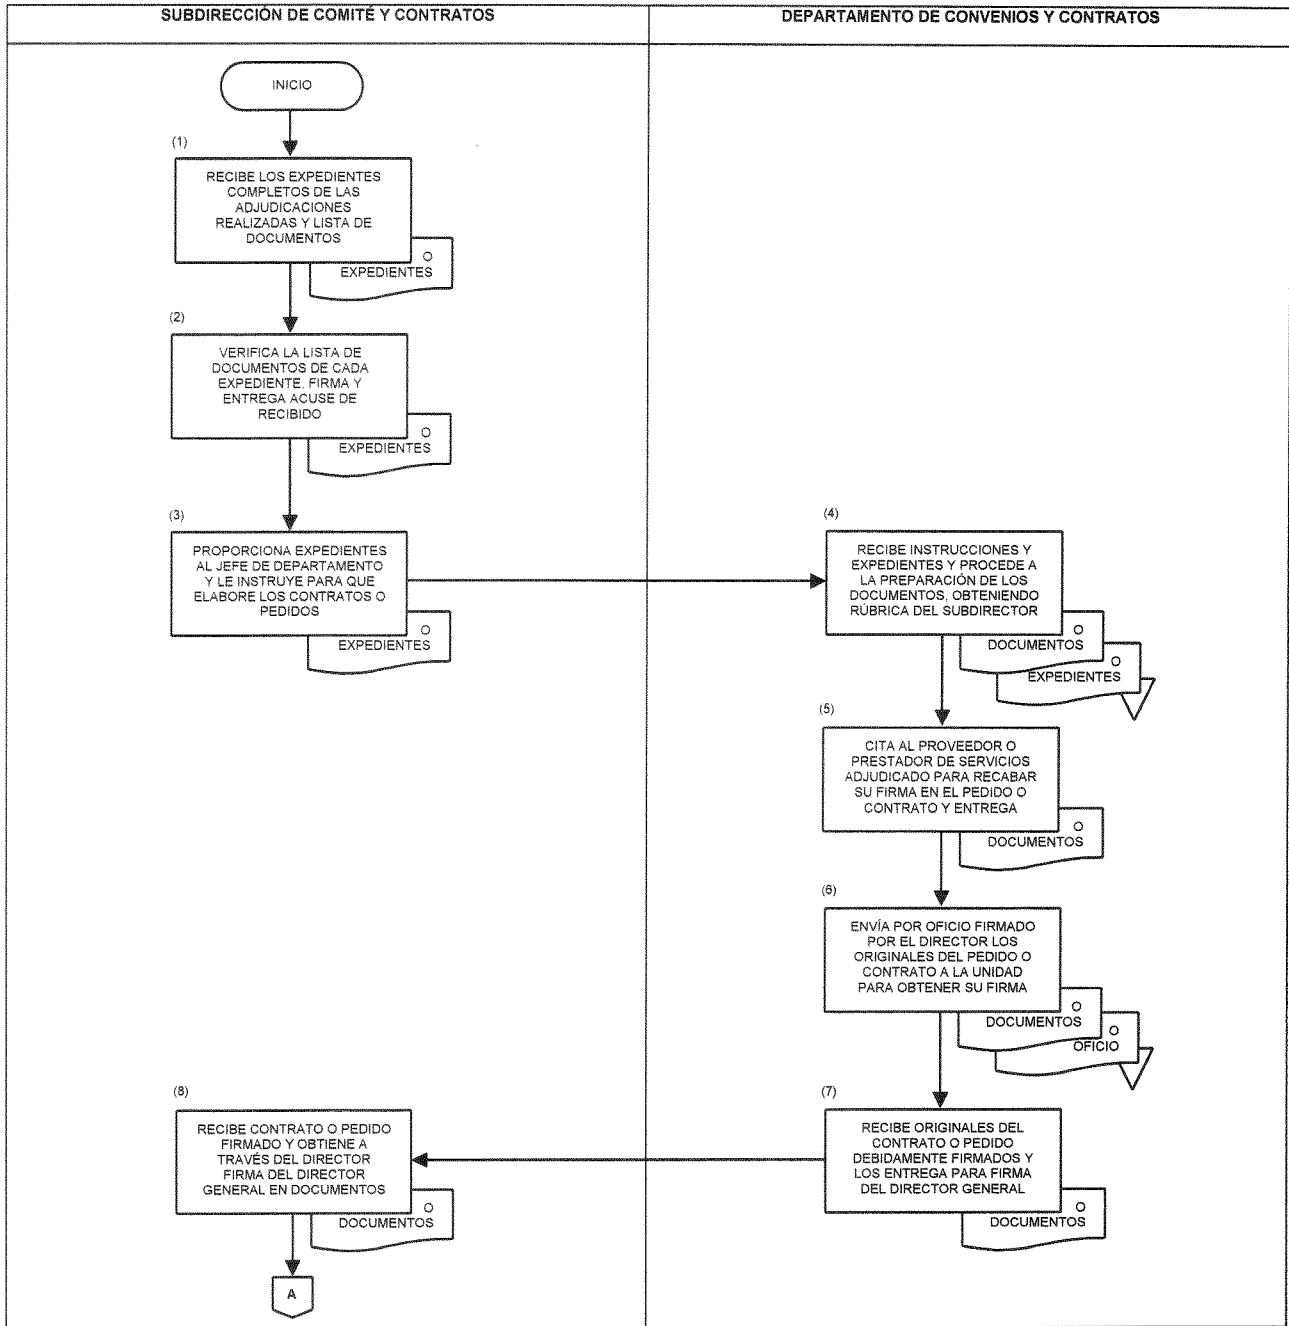 SUBDIRECCIÓN DE COMITÉ Y CONTRATOS
DEPARTAMENTO DE CONVENIOS Y CONTRATOS
INICIO
(1)
RECIBE LOS EXPEDIENTES
COMPLETOS DE LAS
ADJUDICACIONES
REALIZADAS Y LISTA DE
DOCUMENTOS
O
EXPEDIENTES
(2)
VERIFICA LA LISTA DE
DOCUMENTOS DE CADA
EXPEDIENTE, FIRMA Y
ENTREGA ACUSE DE
RECIBIDO
O
EXPEDIENTES
(3)
PROPORCIONA EXPEDIENTES
AL JEFE DE DEPARTAMENTO
Y LE INSTRUYE PARA QUE
ELABORE LOS CONTRATOS O
PEDIDOS
O
EXPEDIENTES
(4)
RECIBE INSTRUCCIONES Y
EXPEDIENTES Y PROCEDE A
LA PREPARACIÓN DE LOS
DOCUMENTOS, OBTENIENDO
RÚBRICA DEL SUBDIRECTOR
O
DOCUMENTOS
O
EXPEDIENTES
(5)
CITA AL PROVEEDOR O
PRESTADOR DE SERVICIOS
ADJUDICADO PARA RECABAR
SU FIRMA EN EL PEDIDO O
CONTRATO Y ENTREGA
O
DOCUMENTOS
(6)
ENVÍA POR OFICIO FIRMADO
POR EL DIRECTOR LOS
ORIGINALES DEL PEDIDO O
CONTRATO A LA UNIDAD
PARA OBTENER SU FIRMA
O
DOCUMENTOS
O
OFICIO
(7)
RECIBE ORIGINALES DEL
CONTRATO O PEDIDO
DEBIDAMENTE FIRMADOS Y
LOS ENTREGA PARA FIRMA
DEL DIRECTOR GENERAL
O
DOCUMENTOS
(8)
RECIBE CONTRATO O PEDIDO
FIRMADO Y OBTIENE A
TRAVÉS DEL DIRECTOR
FIRMA DEL DIRECTOR
GENERAL EN DOCUMENTOS
O
DOCUMENTOS
A